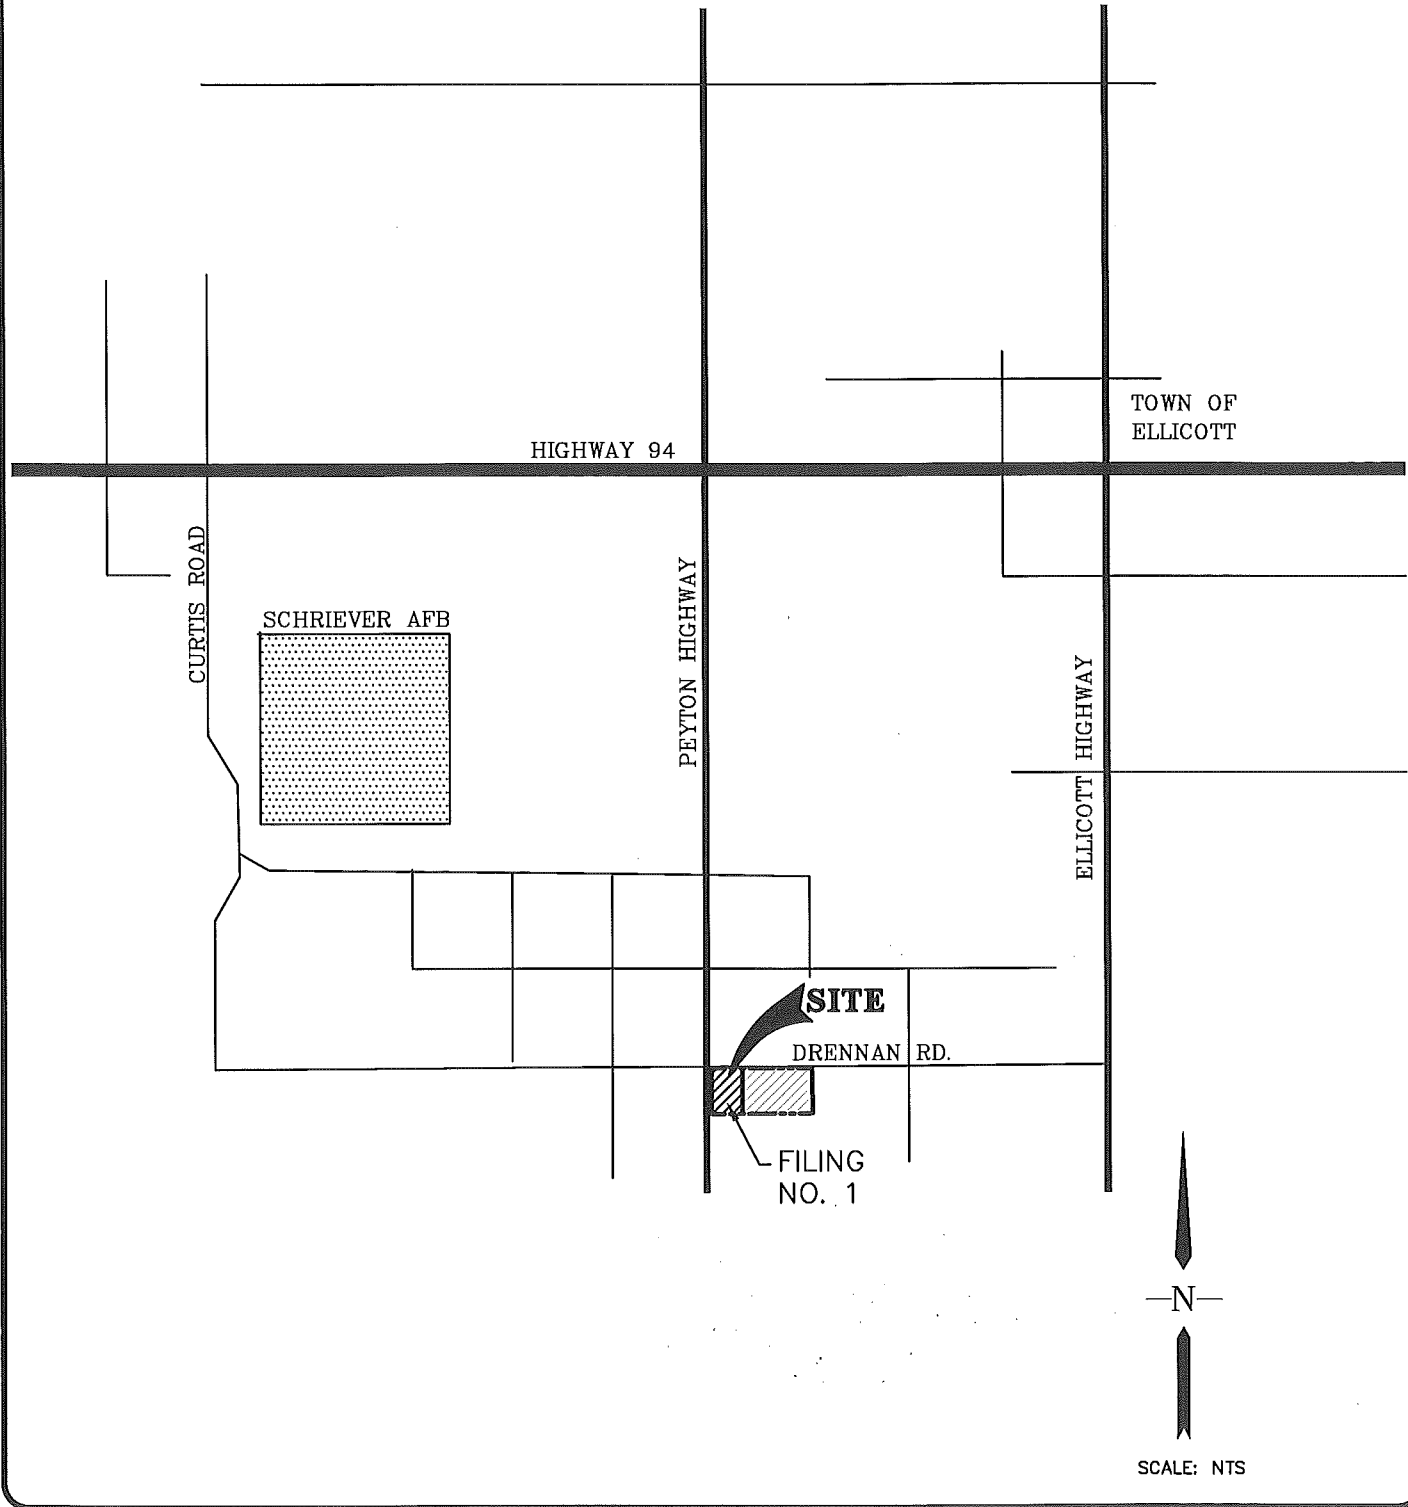 TOWN OF
ELLICOTT
HIGHWAY 94
CURTIS ROAD
SCHRIEVER AFB
PEYTON HIGHWAY
ELLICOTT HIGHWAY
SITE
DRENNAN RD.
FILING
NO. 1
N
SCALE: NTS